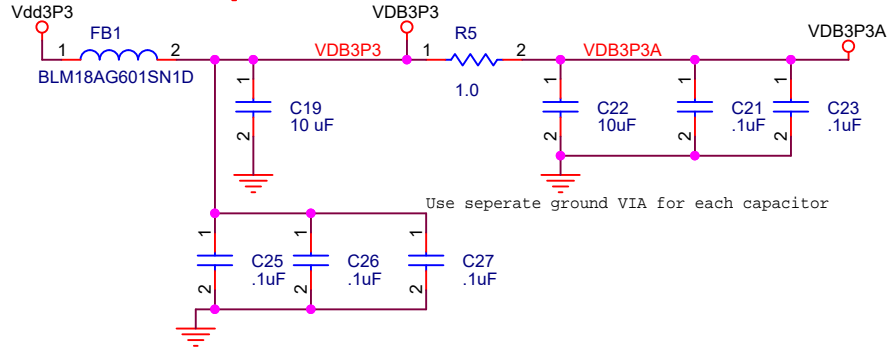 Vdd3P3
VDB3P3
VDB3P3A
FB1
R5
1 2
VDB3P3
1 2
VDB3P3A
BLM18AG601SN1D
1.0
1
C19
10 uF
2
1
C22
10uF
2
1
C21
.1uF
2
1
C23
.1uF
2
Use seperate ground VIA for each capacitor
1
C25
.1uF
2
1
C26
.1uF
2
1
C27
.1uF
2